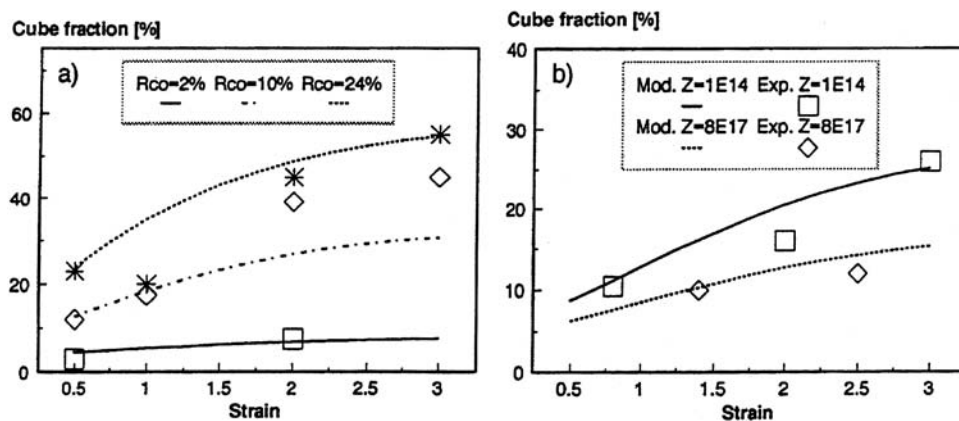 Cube fraction [%]
a)
Rco=2% Rco=10% Rco=24%
60
40
20
0
0.5 1 1.5 2 2.5 3
Strain
Cube fraction [%]
b)
Mod. Z=1E14 Exp. Z=1E14
Mod. Z=8E17 Exp. Z=8E17
40
30
20
10
0
0.5 1 1.5 2 2.5 3
Strain